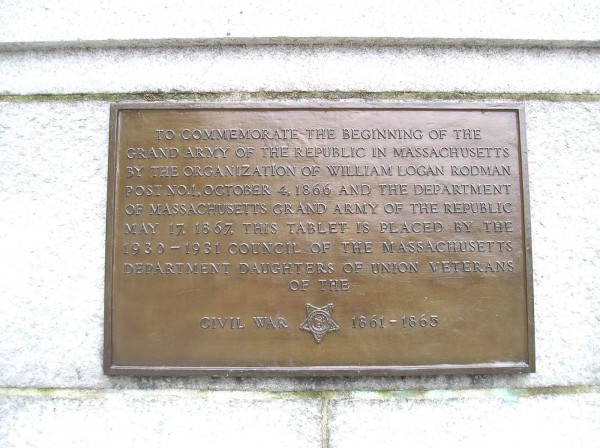 TO COMMEMORATE THE BEGINNING OF THE
GRAND ARMY OF THE REPUBLIC IN MASSACHUSETTS
BY THE ORGANIZATION OF WILLIAM LOGAN RODMAN
POST NO.1, OCTOBER 4, 1866 AND THE DEPARTMENT
OF MASSACHUSETTS GRAND ARMY OF THE REPUBLIC
MAY 17, 1867. THIS TABLET IS PLACED BY THE
1930-1931 COUNCIL OF THE MASSACHUSETTS
DEPARTMENT DAUGHTERS OF UNION VETERANS
OF THE
CIVIL WAR 1861-1865